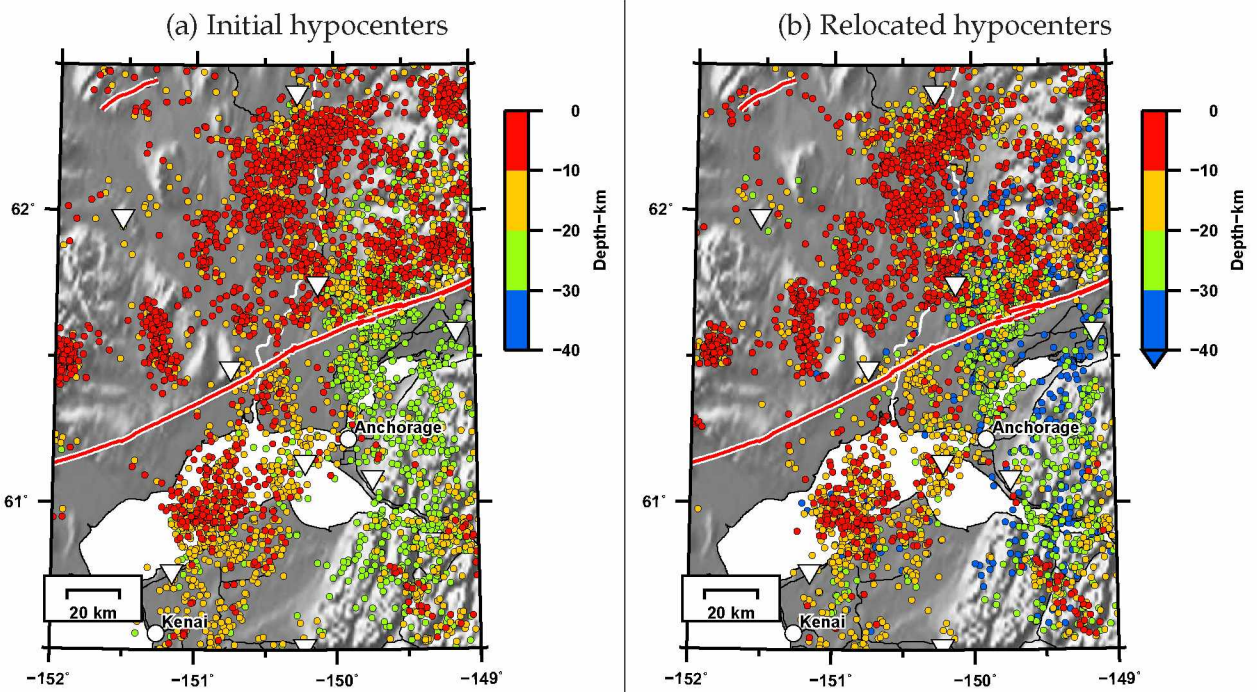 (a) Initial hypocenters
62°
61°
−152°
−151°
−150°
−149°
Anchorage
Kenai
20 km
0
−10
−20
−30
−40
Depth−km
(b) Relocated hypocenters
62°
61°
−152°
−151°
−150°
−149°
Anchorage
Kenai
20 km
0
−10
−20
−30
−40
Depth−km